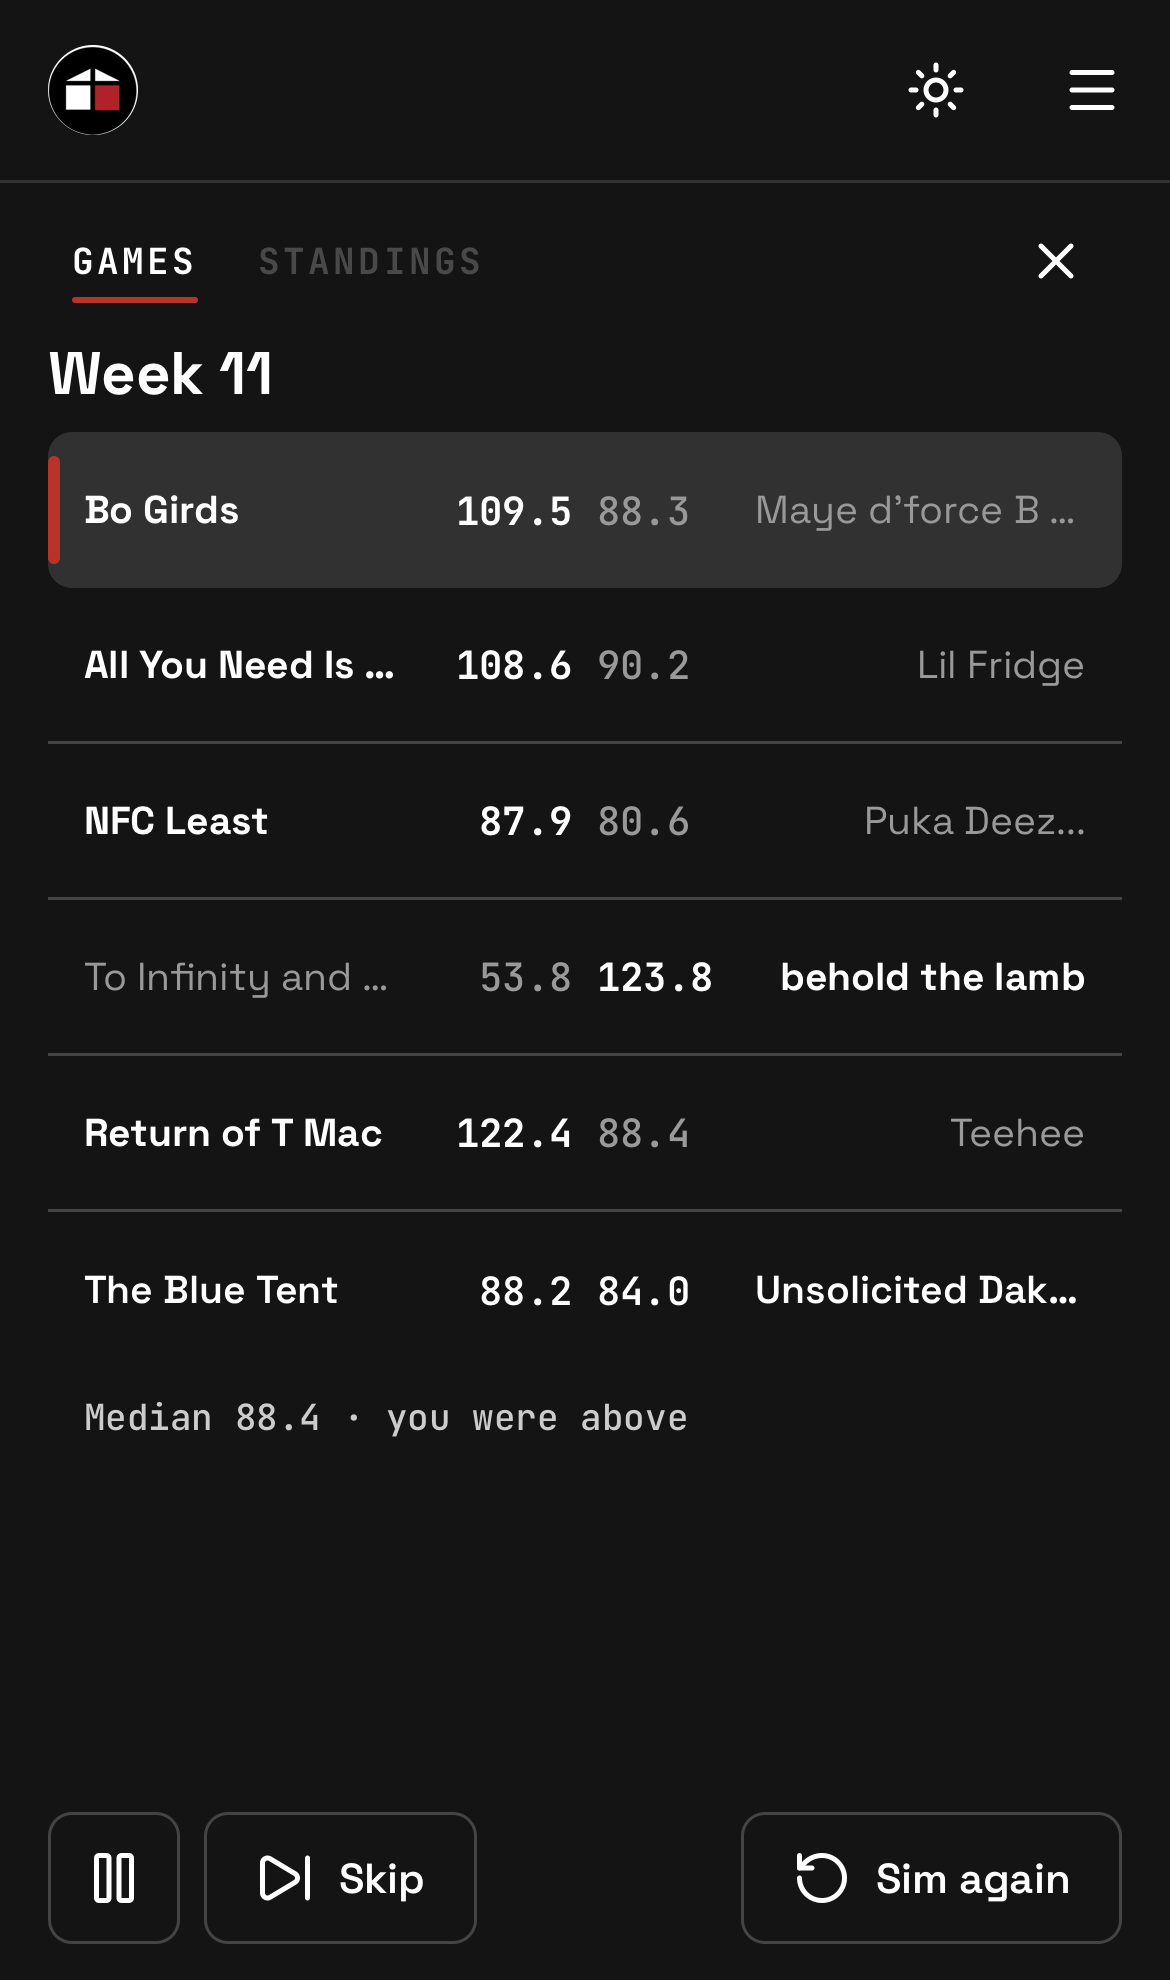 GAMES STANDINGS
Week 11
Bo Girds 109.5 88.3 Maye d'force B ...
All You Need Is ... 108.6 90.2 Lil Fridge
NFC Least 87.9 80.6 Puka Deez...
To Infinity and ... 53.8 123.8 behold the lamb
Return of T Mac 122.4 88.4 Teehee
The Blue Tent 88.2 84.0 Unsolicited Dak...
Median 88.4 · you were above
Skip Sim again